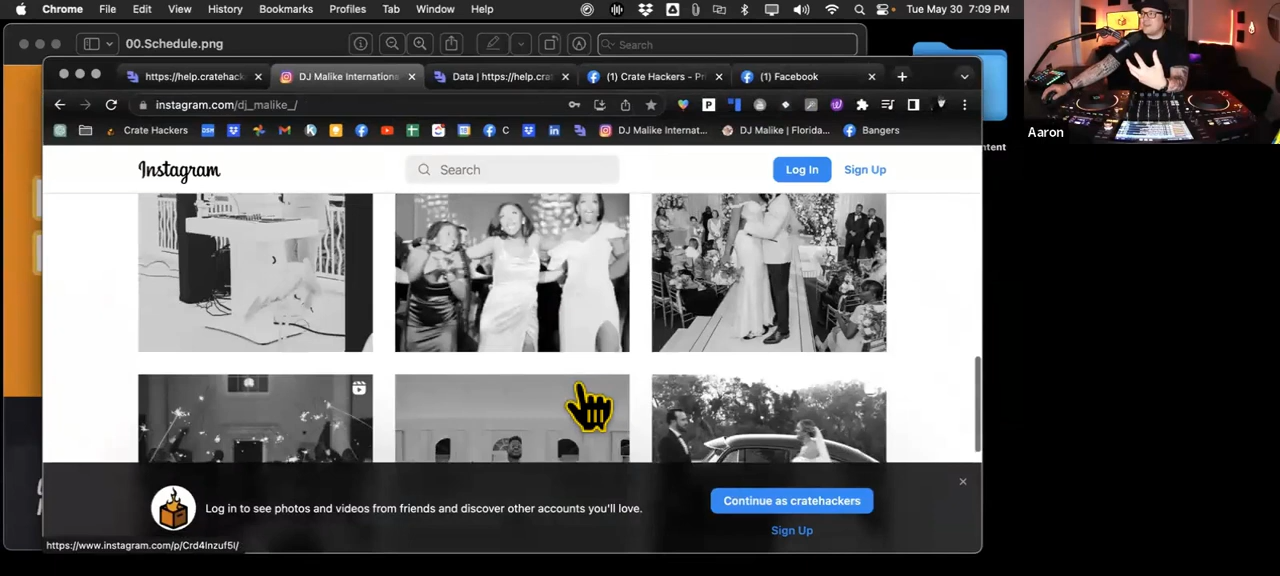 Chrome File Edit View History Bookmarks Profiles Tab Window Help Tue May 30 7:09 PM
00.Schedule.png Search
https://help.cratehack DJ Malike Internationa Data | https://help.crat (1) Crate Hackers - Pr (1) Facebook
instagram.com/dj_malike_/
Crate Hackers C DJ Malike Internat... DJ Malike | Florida... Bangers
Aaron
ntent
Instagram Search Log In Sign Up
Log in to see photos and videos from friends and discover other accounts you'll love.
Continue as cratehackers
Sign Up
https://www.instagram.com/p/Crd4lnzuf5l/